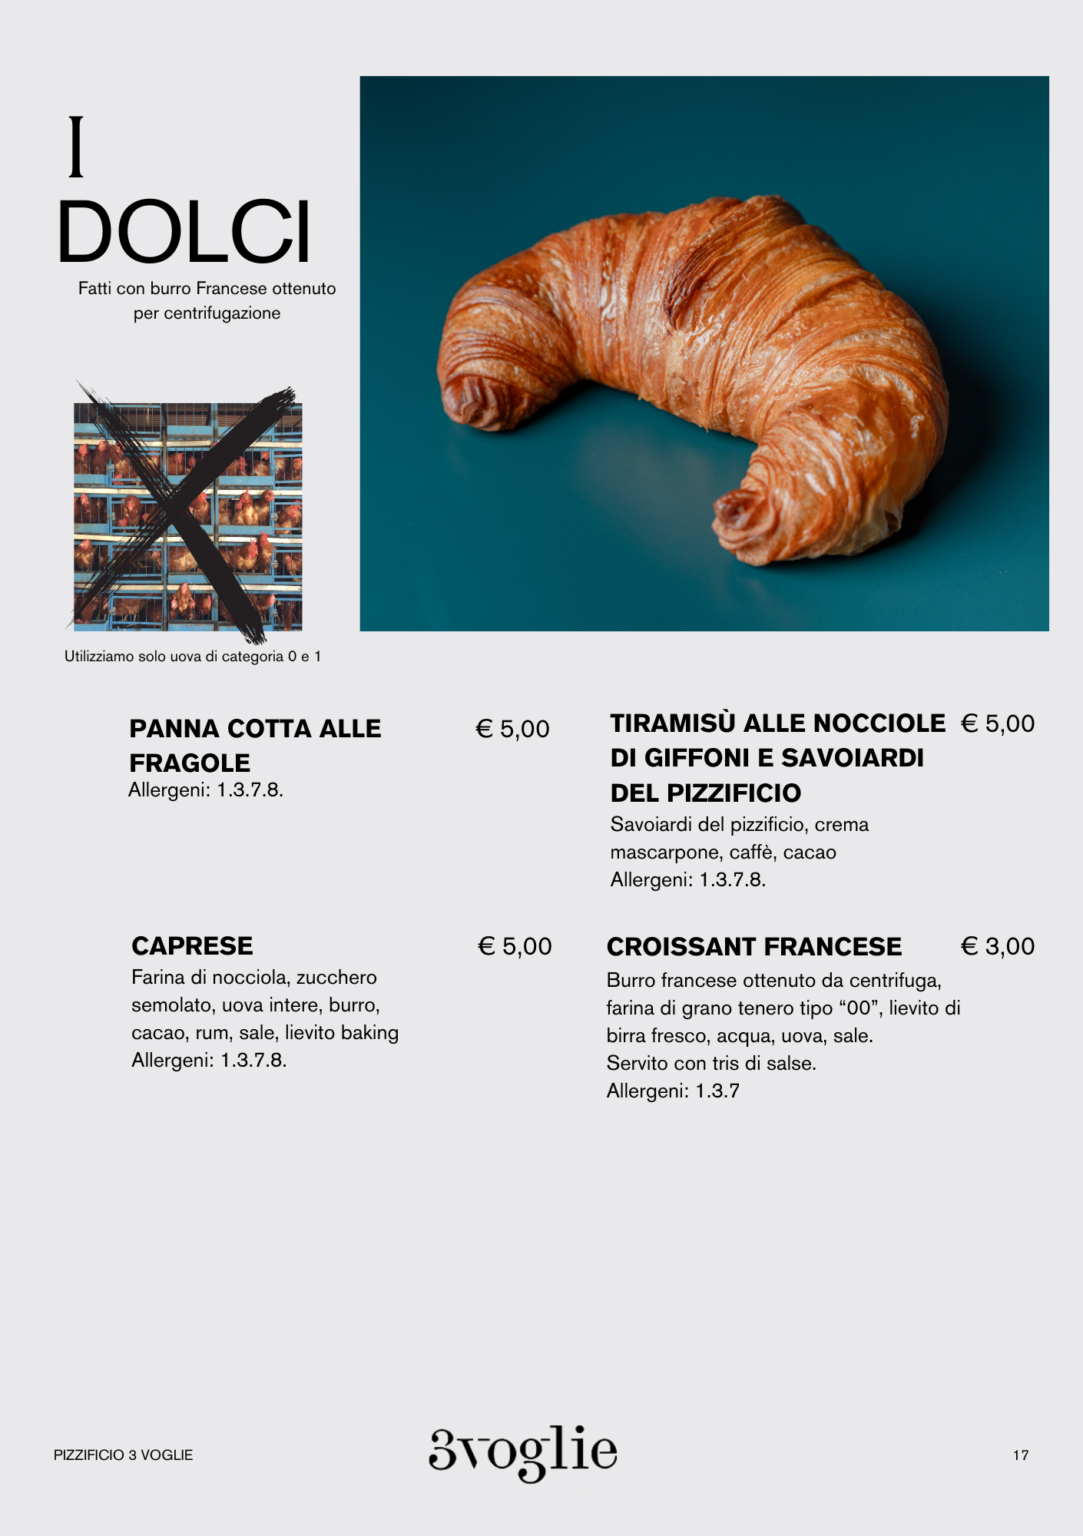 I
DOLCI
Fatti con burro Francese ottenuto
per centrifugazione
Utilizziamo solo uova di categoria 0 e 1
PANNA COTTA ALLE
FRAGOLE
€ 5,00
Allergeni: 1.3.7.8.
TIRAMISÙ ALLE NOCCIOLE
DI GIFFONI E SAVOIARDI
DEL PIZZIFICIO
€ 5,00
Savoiardi del pizzificio, crema
mascarpone, caffè, cacao
Allergeni: 1.3.7.8.
CAPRESE
€ 5,00
Farina di nocciola, zucchero
semolato, uova intere, burro,
cacao, rum, sale, lievito baking
Allergeni: 1.3.7.8.
CROISSANT FRANCESE
€ 3,00
Burro francese ottenuto da centrifuga,
farina di grano tenero tipo “00”, lievito di
birra fresco, acqua, uova, sale.
Servito con tris di salse.
Allergeni: 1.3.7
PIZZIFICIO 3 VOGLIE
3voglie
17